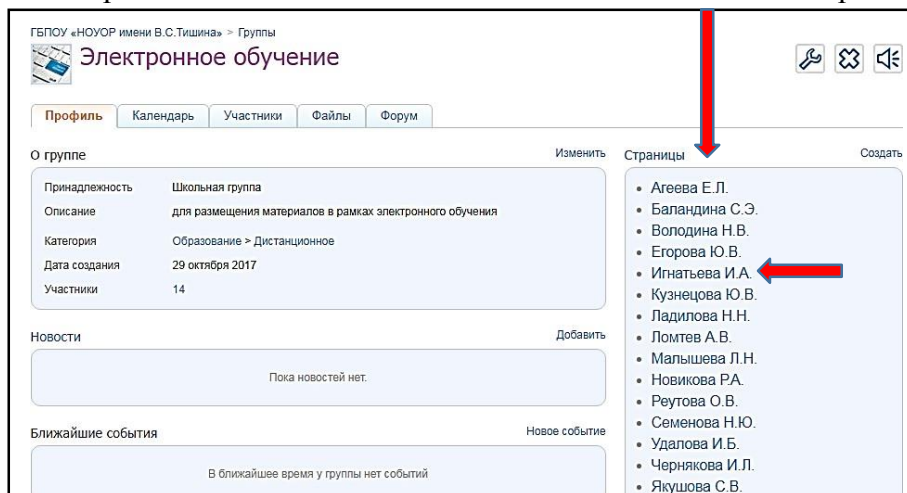 ГБПОУ «НОУОР имени В.С.Тишина» > Группы
Электронное обучение
Профиль Календарь Участники Файлы Форум
О группе Изменить
Принадлежность Школьная группа
Описание для размещения материалов в рамках электронного обучения
Категория Образование > Дистанционное
Дата создания 29 октября 2017
Участники 14
Новости Добавить
Пока новостей нет.
Ближайшие события Новое событие
В ближайшее время у группы нет событий
Страницы Создать
Агеева Е.Л.
Баландина С.Э.
Володина Н.В.
Егорова Ю.В.
Игнатьева И.А.
Кузнецова Ю.В.
Ладилова Н.Н.
Ломтев А.В.
Малышева Л.Н.
Новикова Р.А.
Реутова О.В.
Семенова Н.Ю.
Удалова И.Б.
Чернякова И.Л.
Якушова С.В.